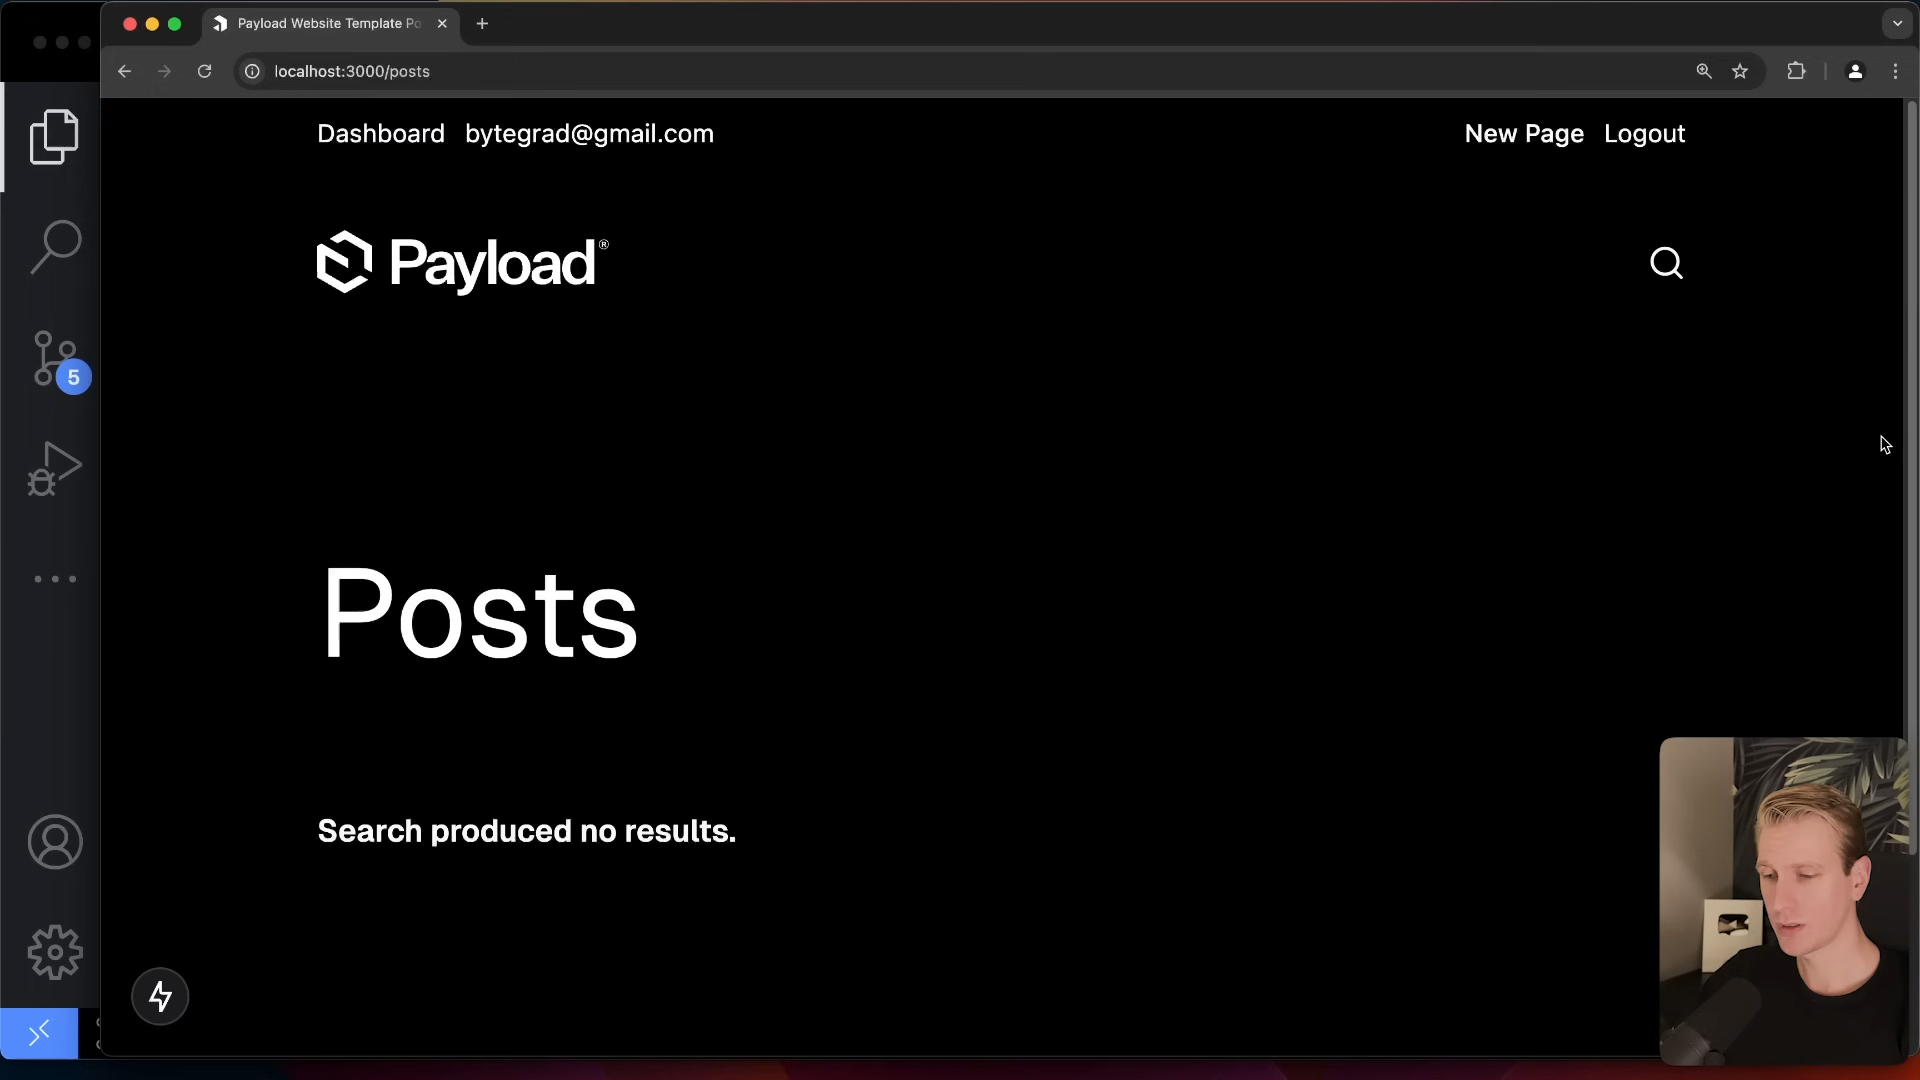 Payload Website Template Po
localhost:3000/posts
Dashboard bytegrad@gmail.com New Page Logout
Payload®
5
Posts
Search produced no results.